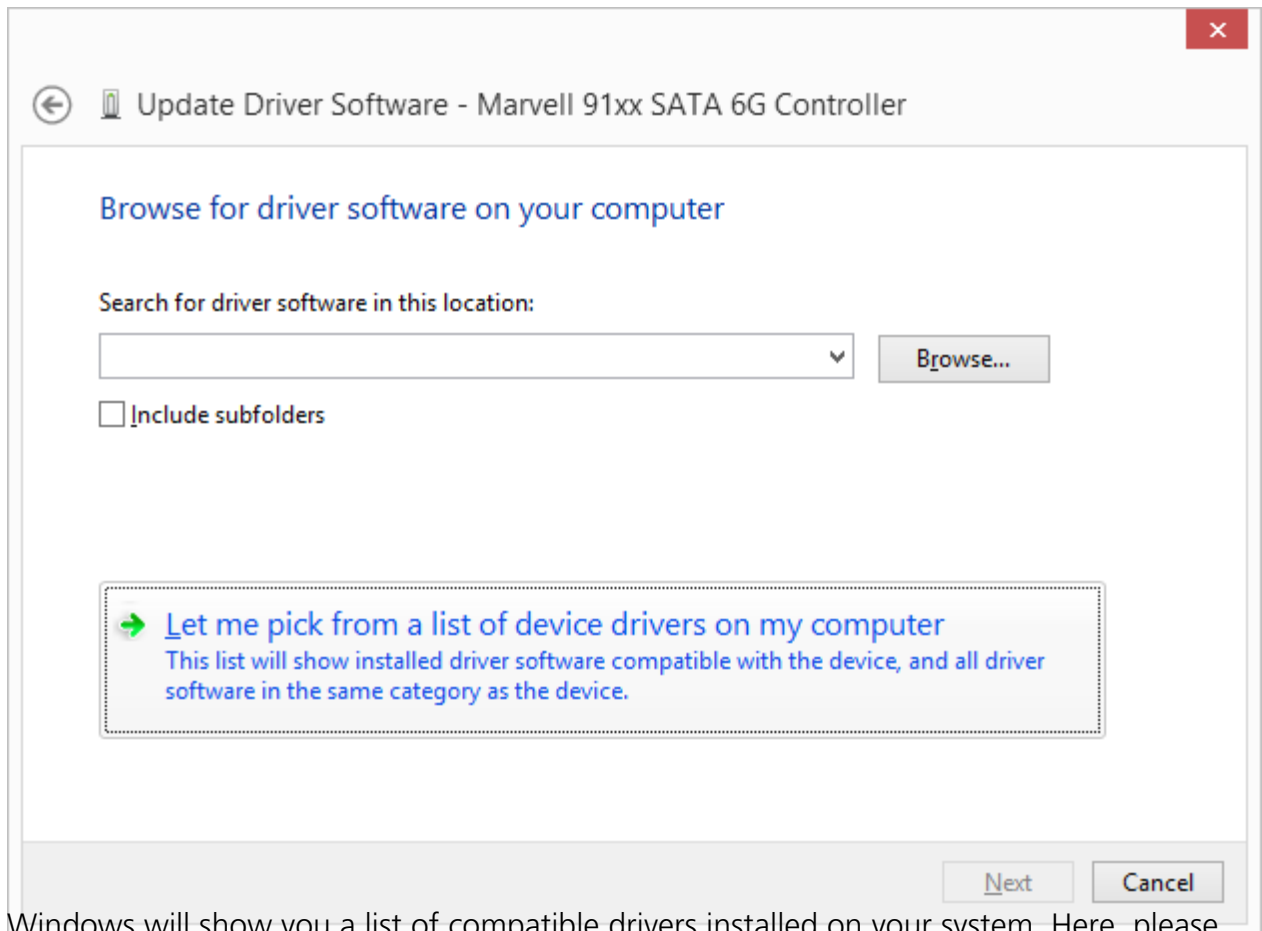 Update Driver Software - Marvell 91xx SATA 6G Controller
Browse for driver software on your computer
Search for driver software in this location:
Browse...
Include subfolders
Let me pick from a list of device drivers on my computer
This list will show installed driver software compatible with the device, and all driver
software in the same category as the device.
Next
Cancel
Windows will show you a list of compatible drivers installed on your system. Here, please